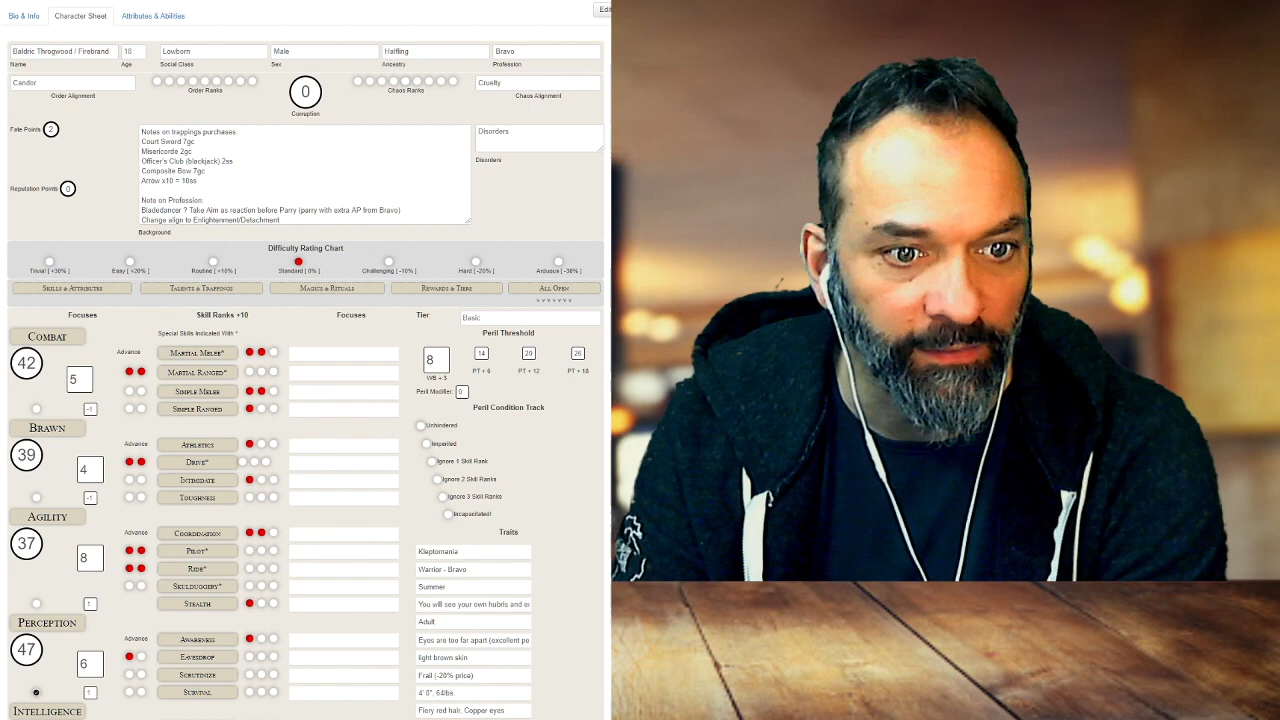 Bio & Info Character Sheet Attributes & Abilities Edit
Baldric Throgwood / Firebrand 18 Lowborn Male Halfling Bravo
Name Age Social Class Sex Ancestry Profession
Candor 0 Cruelty
Order Alignment Order Ranks Chaos Ranks Chaos Alignment
Corruption
Fate Points 2
Reputation Points 0
Notes on trappings purchases:
Court Sword 7gc
Misericorde 2gc
Officer's Club (blackjack) 2ss
Composite Bow 7gc
Arrow x10 = 10ss
Note on Profession:
Bladedancer ? Take Aim as reaction before Parry (parry with extra AP from Bravo)
Change align to Enlightenment/Detachment
Background
Disorders
Disorders
Difficulty Rating Chart
Trivial [ +30% ] Easy [ +20% ] Routine [ +10% ] Standard [ 0% ] Challenging [ -10% ] Hard [ -20% ] Arduous [ -30% ]
Skills & Attributes Talents & Trappings Magics & Rituals Rewards & Tiers All Open
v v v v v v v
Focuses Skill Ranks +10 Focuses Tier Basic
Special Skills Indicated With *
Combat
42
5
-1
Advance Martial Melee*
Martial Ranged*
Simple Melee
Simple Ranged
Peril Threshold
8 14 20 26
WB + 3 PT + 6 PT + 12 PT + 18
Peril Modifier: 0
Peril Condition Track
Unhindered
Imperiled
Ignore 1 Skill Rank
Ignore 2 Skill Ranks
Ignore 3 Skill Ranks
Incapacitated!
Brawn
39
4
-1
Advance Athletics
Drive*
Intimidate
Toughness
Agility
37
8
1
Advance Coordination
Pilot*
Ride*
Skulduggery*
Stealth
Traits
Kleptomania
Warrior - Bravo
Summer
You will see your own hubris and
Adult
Eyes are too far apart (excellent
light brown skin
Frail (-20% price)
4' 0", 64lbs.
Fiery red hair, Copper eyes
Perception
47
6
1
Advance Awareness
Eavesdrop
Scrutinize
Survival
Intelligence